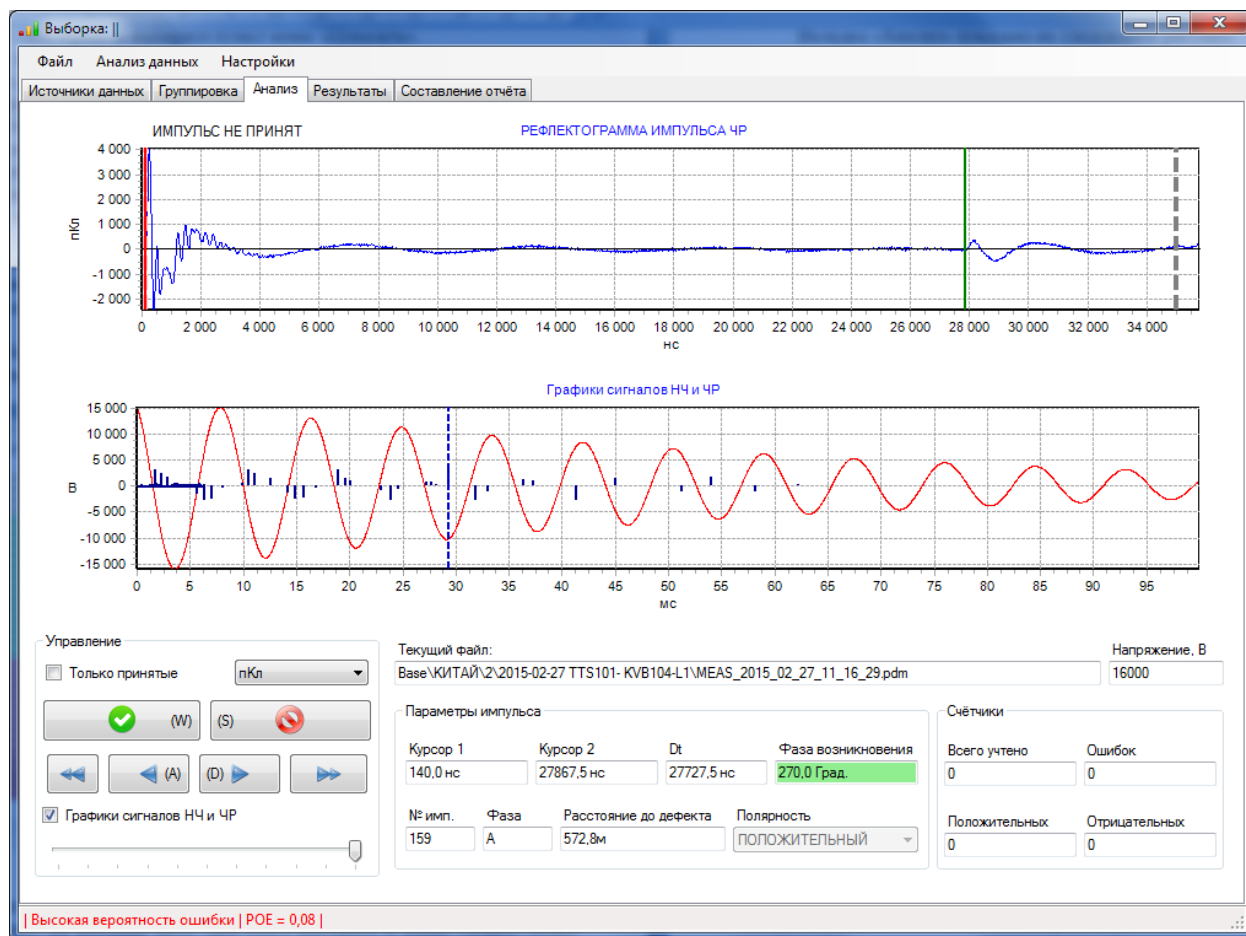 Выборка: ||
Файл Анализ данных Настройки
Источники данных Группировка Анализ Результаты Составление отчёта
ИМПУЛЬС НЕ ПРИНЯТ РЕФЛЕКТОГРАММА ИМПУЛЬСА ЧР
4 000
3 000
2 000
1 000
0
-1 000
-2 000
пКл
0 2 000 4 000 6 000 8 000 10 000 12 000 14 000 16 000 18 000 20 000 22 000 24 000 26 000 28 000 30 000 32 000 34 000
нс
Графики сигналов НЧ и ЧР
15 000
10 000
5 000
0
-5 000
-10 000
-15 000
В
0 5 10 15 20 25 30 35 40 45 50 55 60 65 70 75 80 85 90 95
мс
Управление
Только принятые пКл
(W) (S)
(A) (D)
Графики сигналов НЧ и ЧР
Текущий файл: Напряжение, В
Base\КИТАЙ\2\2015-02-27 TTS101- KVB104-L1\MEAS_2015_02_27_11_16_29.pdm 16000
Параметры импульса
Курсор 1 Курсор 2 Dt Фаза возникновения
140,0 нс 27867,5 нс 27727,5 нс 270,0 Град.
№ имп. Фаза Расстояние до дефекта Полярность
159 А 572,8м ПОЛОЖИТЕЛЬНЫЙ
Счётчики
Всего учтено Ошибок
0 0
Положительных Отрицательных
0 0
| Высокая вероятность ошибки | POE = 0,08 |